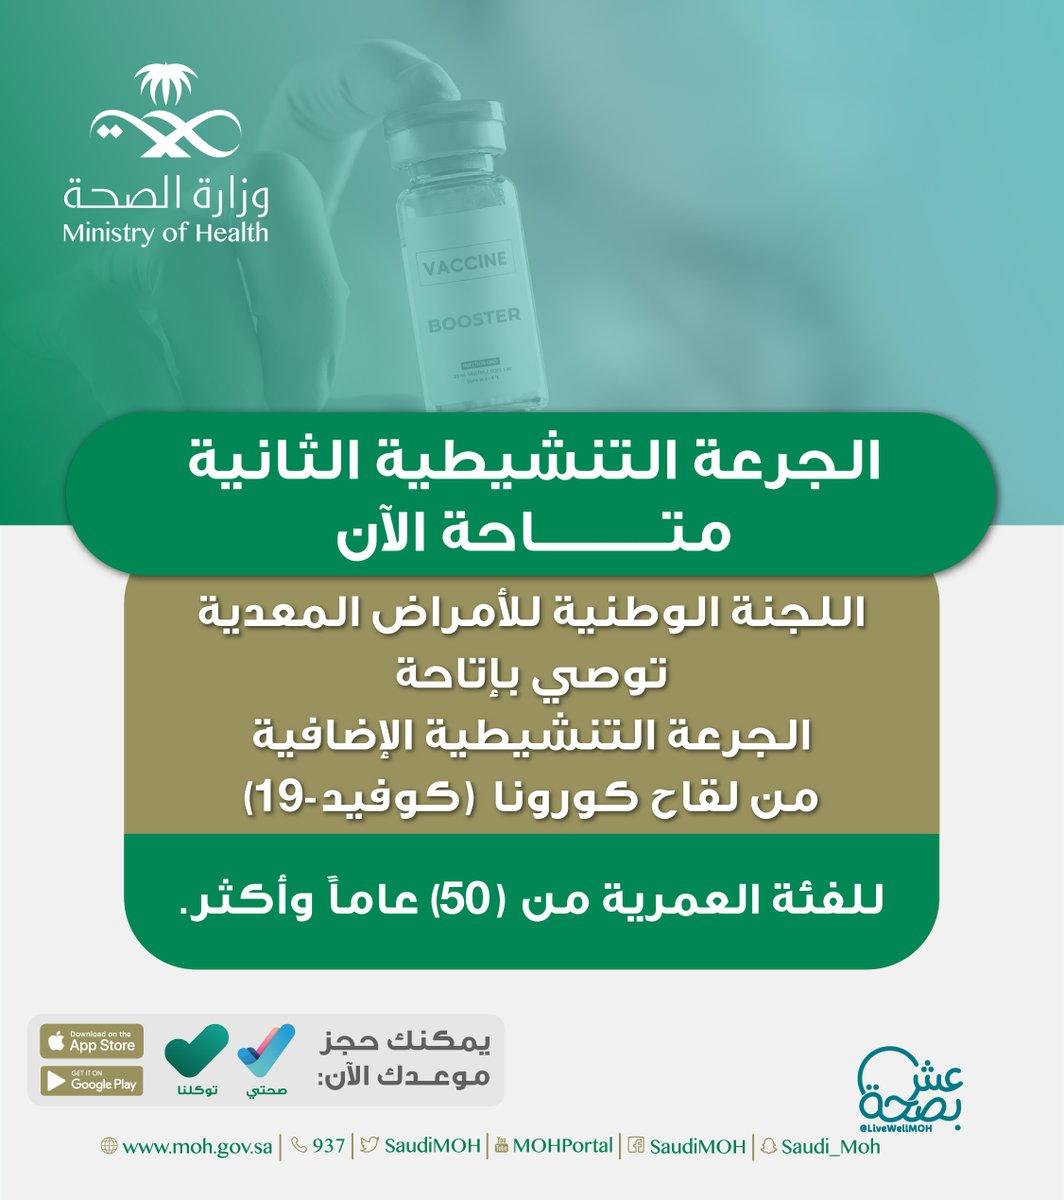 وزارة الصحة
Ministry of Health
VACCINE
BOOSTER
الجرعة التنشيطية الثانية
متـــــــاحة الآن
اللجنة الوطنية للأمراض المعدية
توصي بإتاحة
الجرعة التنشيطية الإضافية
من لقاح كورونا (كوفيد-19)
للفئة العمرية من (50) عاماً وأكثر.
يمكنك حجز
موعـدك الآن:
صحتي
توكلنا
Download on the
App Store
GET IT ON
Google Play
عش
بصحة
@LiveWellMOH
www.moh.gov.sa | 937 | SaudiMOH | MOHPortal | SaudiMOH | Saudi_Moh